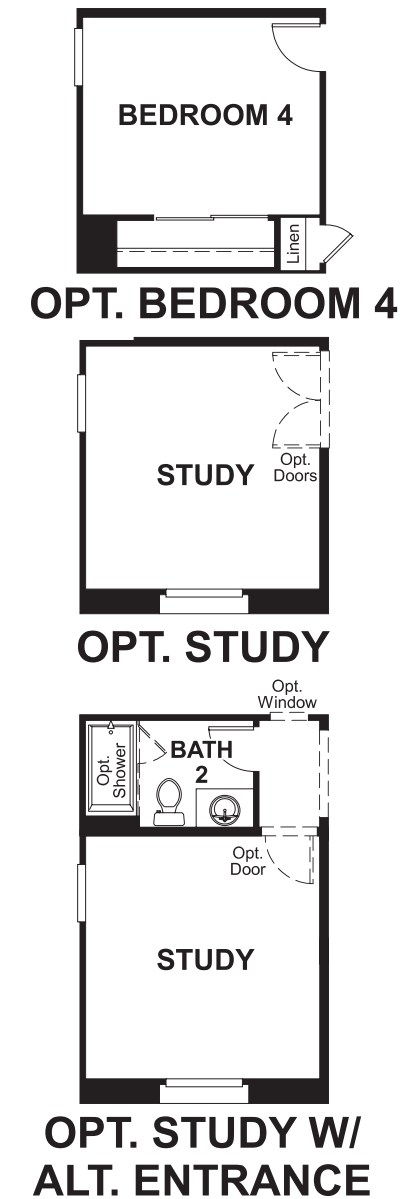 BEDROOM 4
Linen
OPT. BEDROOM 4
Opt.
Doors
STUDY
OPT. STUDY
Opt.
Window
Opt.
Shower
BATH
2
Opt.
Door
STUDY
OPT. STUDY W/
ALT. ENTRANCE